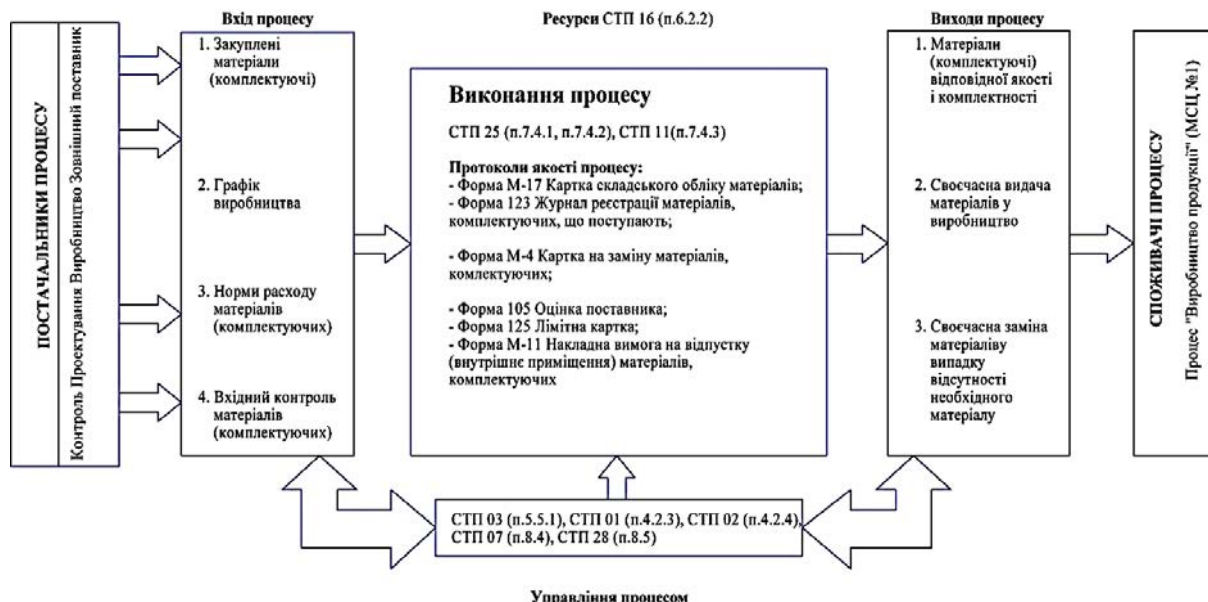 Вхід процесу
Ресурси СТП 16 (п.6.2.2)
Виходи процесу
ПОСТАЧАЛЬНИКИ ПРОЦЕСУ
Контроль Проектування Виробництво Зовнішний поставник
1. Закуплені
матеріали
(комплектуючі)
2. Графік
виробництва
3. Норми расходу
матеріалів
(комплектуючих)
4. Вхідний контроль
матеріалів
(комплектуючих)
Виконання процесу
СТП 25 (п.7.4.1, п.7.4.2), СТП 11(п.7.4.3)
Протоколи якості процесу:
- Форма М-17 Картка складського обліку матеріалів;
- Форма 123 Журнал реєстрації матеріалів,
комплектуючих, що поступають;
- Форма М-4 Картка на заміну матеріалів,
комлектуючих;
- Форма 105 Оцінка поставника;
- Форма 125 Лімітна картка;
- Форма М-11 Накладна вимога на відпустку
(внутрішнє приміщення) матеріалів,
комплектуючих
1. Матеріали
(комплектуючі)
відповідної якості
і комплектності
2. Своєчасна видача
матеріалів у
виробництво
3. Своєчасна заміна
матеріаліву
випадку
відсутності
необхідного
матеріалу
СПОЖИВАЧІ ПРОЦЕСУ
Процес "Виробництво продукції" (МСЦ №1)
СТП 03 (п.5.5.1), СТП 01 (п.4.2.3), СТП 02 (п.4.2.4),
СТП 07 (п.8.4), СТП 28 (п.8.5)
Управління процесом